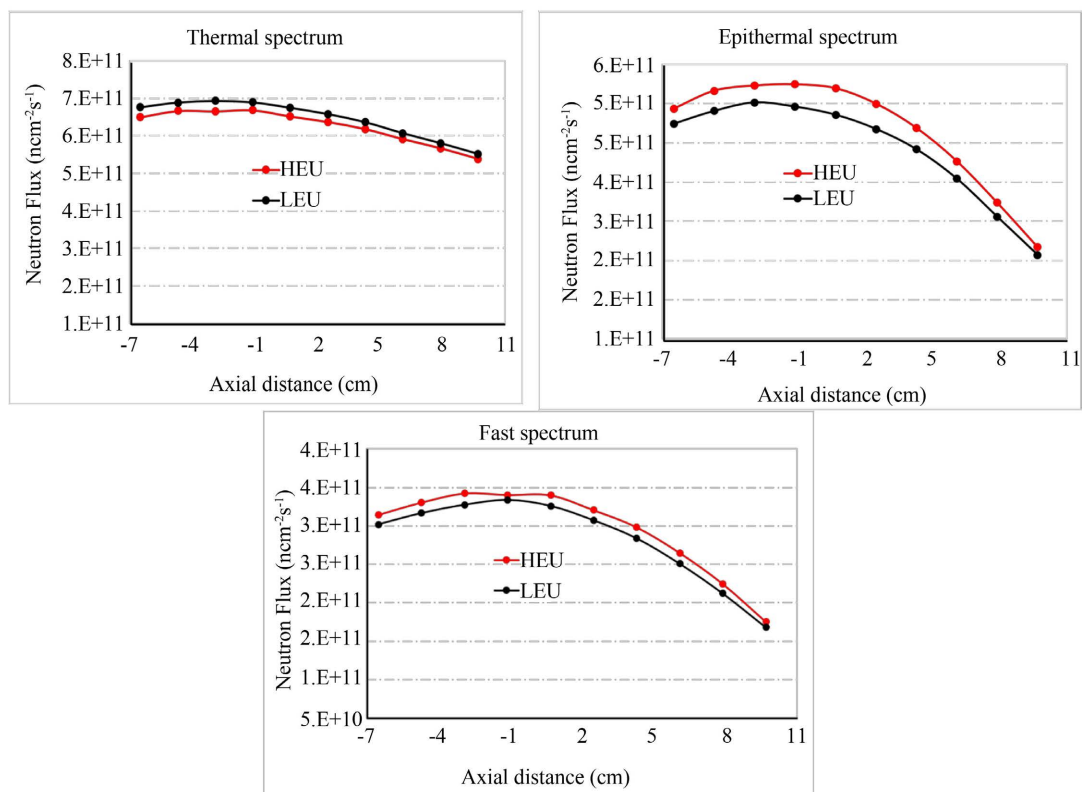 Thermal spectrum
Neutron Flux (ncm⁻²s⁻¹)
8.E+11
7.E+11
6.E+11
5.E+11
4.E+11
3.E+11
2.E+11
1.E+11
HEU
LEU
-7 -4 -1 2 5 8 11
Axial distance (cm)
Epithermal spectrum
Neutron Flux (ncm⁻²s⁻¹)
6.E+11
5.E+11
5.E+11
4.E+11
3.E+11
2.E+11
2.E+11
1.E+11
HEU
LEU
-7 -4 -1 2 5 8 11
Axial distance (cm)
Fast spectrum
Neutron Flux (ncm⁻²s⁻¹)
4.E+11
4.E+11
3.E+11
3.E+11
2.E+11
2.E+11
1.E+11
5.E+10
HEU
LEU
-7 -4 -1 2 5 8 11
Axial distance (cm)